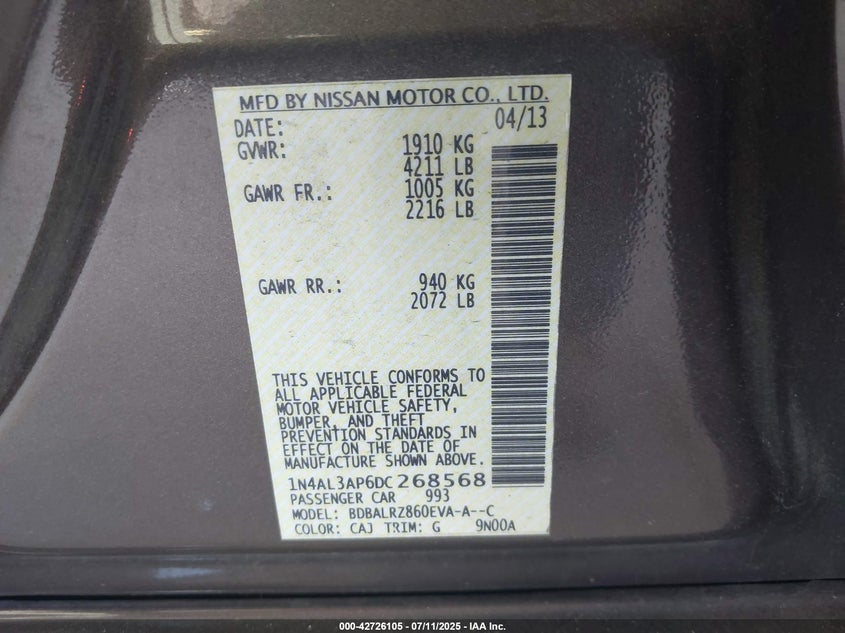 MFD BY NISSAN MOTOR CO., LTD.
DATE: 04/13
GVWR: 1910 KG
4211 LB
GAWR FR.: 1005 KG
2216 LB
GAWR RR.: 940 KG
2072 LB
THIS VEHICLE CONFORMS TO
ALL APPLICABLE FEDERAL
MOTOR VEHICLE SAFETY,
BUMPER, AND THEFT
PREVENTION STANDARDS IN
EFFECT ON THE DATE OF
MANUFACTURE SHOWN ABOVE.
1N4AL3AP6DC268568
PASSENGER CAR 993
MODEL: BDBALRZ860EVA-A--C
COLOR: CAJ TRIM: G 9N00A
000-42726105 - 07/11/2025 - IAA Inc.